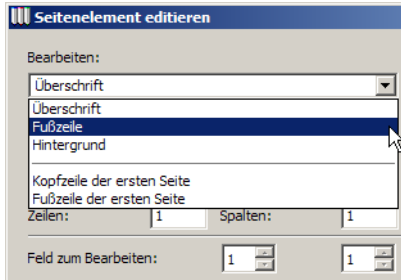 Seitenelement editieren
Bearbeiten:
Überschrift
Überschrift
Fußzeile
Hintergrund
Kopfzeile der ersten Seite
Fußzeile der ersten Seite
Zeilen: 1 Spalten: 1
Feld zum Bearbeiten: 1 1